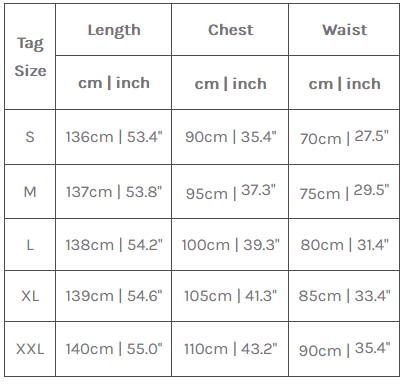 Tag Size | Length | Chest | Waist
cm | inch | cm | inch | cm | inch
S 136cm | 53.4" 90cm | 35.4" 70cm | 27.5"
M 137cm | 53.8" 95cm | 37.3" 75cm | 29.5"
L 138cm | 54.2" 100cm | 39.3" 80cm | 31.4"
XL 139cm | 54.6" 105cm | 41.3" 85cm | 33.4"
XXL 140cm | 55.0" 110cm | 43.2" 90cm | 35.4"